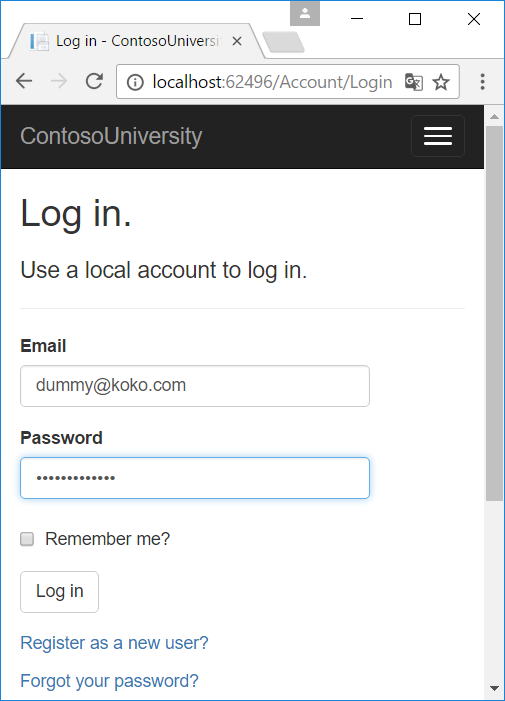 Log in - ContosoUniversi
localhost:62496/Account/Login
ContosoUniversity
Log in.
Use a local account to log in.
Email
dummy@koko.com
Password
•••••••••••••
Remember me?
Log in
Register as a new user?
Forgot your password?